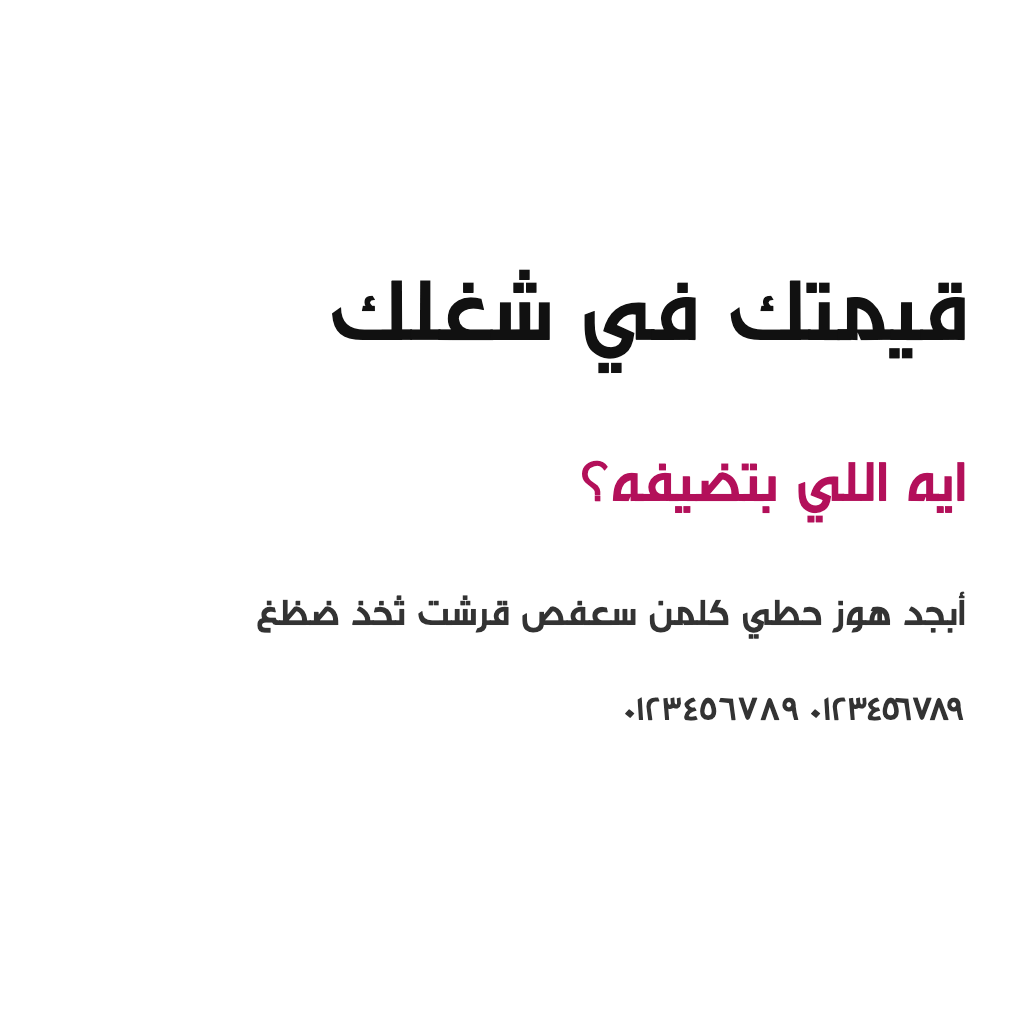 قيمتك في شغلك
ايه اللي بتضيفه؟
أبجد هوز حطي كلمن سعفص قرشت ثخذ ضظغ
٠١٢٣٤٥٦٧٨٩ ٠١٢٣٤٥٦٧٨٩